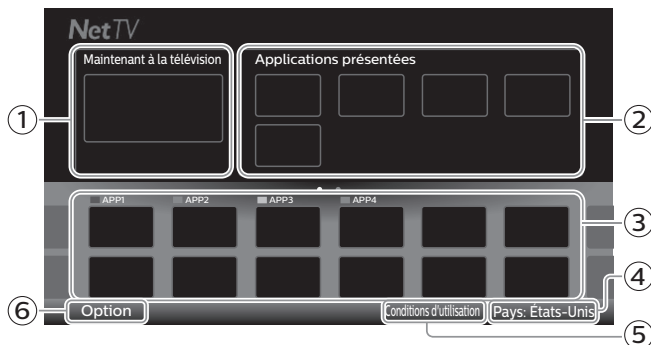 NetTV
Maintenant à la télévision
Applications présentées
1
2
APP1 APP2 APP3 APP4
3
4
6
Option
Conditions d'utilisation
Pays: États-Unis
5